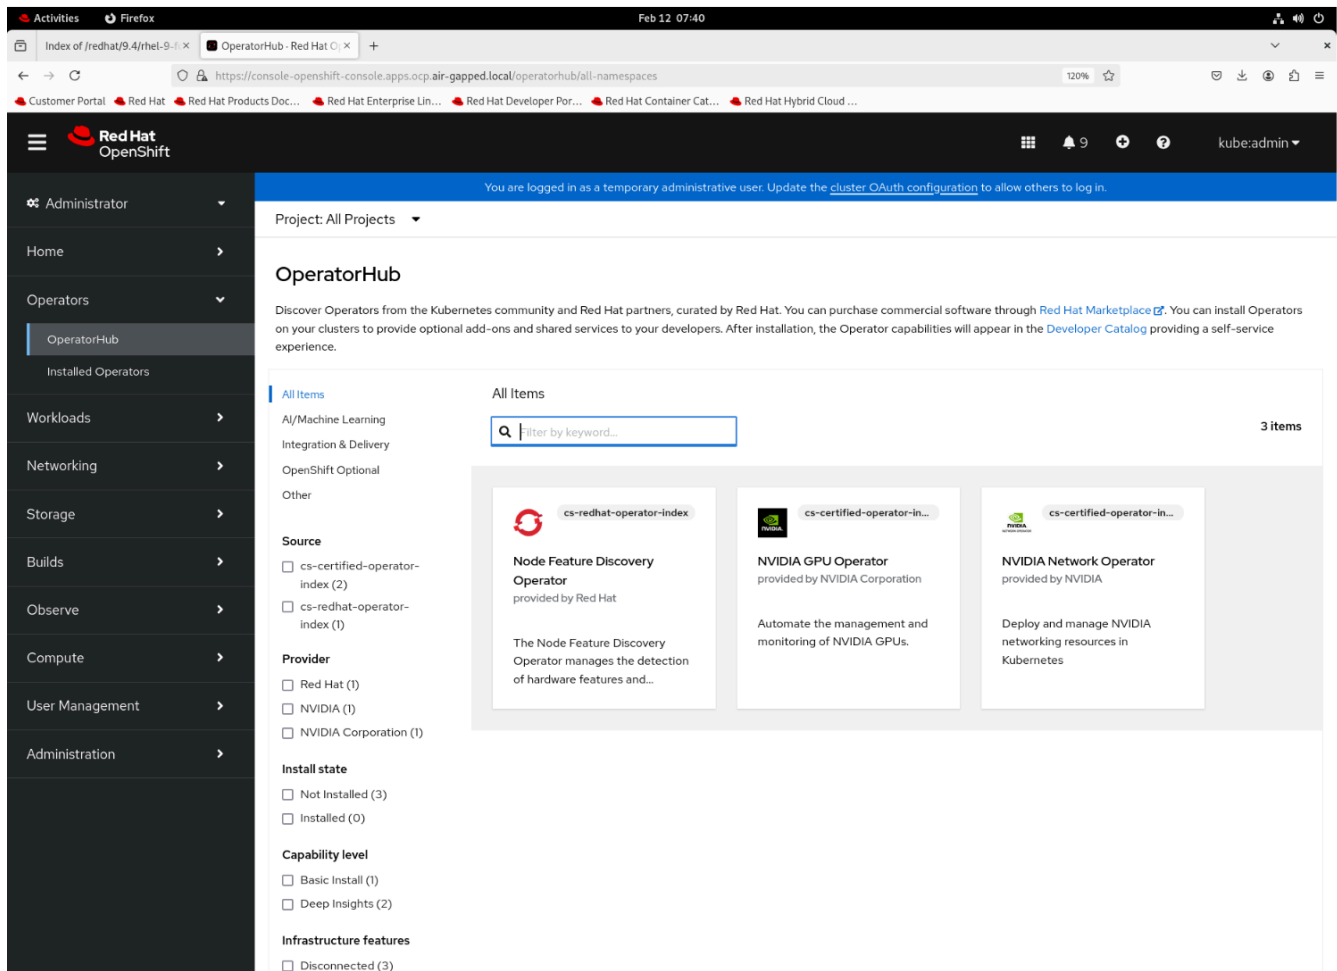 Activities
Firefox
Feb 12 07:40
Index of /redhat/9.4/rhel-9-f
OperatorHub · Red Hat O
https://console-openshift-console.apps.ocp.air-gapped.local/operatorhub/all-namespaces
120%
Customer Portal
Red Hat
Red Hat Products Doc...
Red Hat Enterprise Lin...
Red Hat Developer Por...
Red Hat Container Cat...
Red Hat Hybrid Cloud ...
Red Hat
OpenShift
9
kube:admin
You are logged in as a temporary administrative user. Update the cluster OAuth configuration to allow others to log in.
Administrator
Home
Operators
OperatorHub
Installed Operators
Workloads
Networking
Storage
Builds
Observe
Compute
User Management
Administration
Project: All Projects
OperatorHub
Discover Operators from the Kubernetes community and Red Hat partners, curated by Red Hat. You can purchase commercial software through Red Hat Marketplace. You can install Operators
on your clusters to provide optional add-ons and shared services to your developers. After installation, the Operator capabilities will appear in the Developer Catalog providing a self-service
experience.
All Items
AI/Machine Learning
Integration & Delivery
OpenShift Optional
Other
Source
cs-certified-operator-
index (2)
cs-redhat-operator-
index (1)
Provider
Red Hat (1)
NVIDIA (1)
NVIDIA Corporation (1)
Install state
Not Installed (3)
Installed (0)
Capability level
Basic Install (1)
Deep Insights (2)
Infrastructure features
Disconnected (3)
All Items
Filter by keyword...
3 items
cs-redhat-operator-index
Node Feature Discovery
Operator
provided by Red Hat
The Node Feature Discovery
Operator manages the detection
of hardware features and...
NVIDIA
cs-certified-operator-in...
NVIDIA GPU Operator
provided by NVIDIA Corporation
Automate the management and
monitoring of NVIDIA GPUs.
NVIDIA
cs-certified-operator-in...
NVIDIA Network Operator
provided by NVIDIA
Deploy and manage NVIDIA
networking resources in
Kubernetes